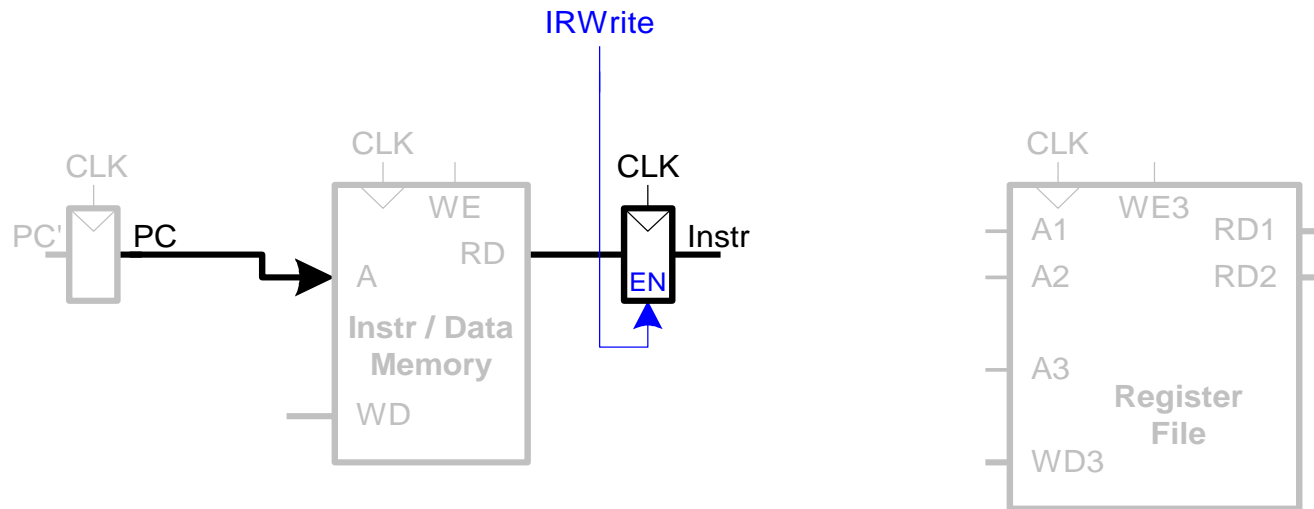 IRWrite
CLK
CLK
CLK
CLK
PC'
PC
WE
RD
A
Instr / Data
Memory
WD
EN
Instr
WE3
A1
RD1
A2
RD2
A3
Register
File
WD3